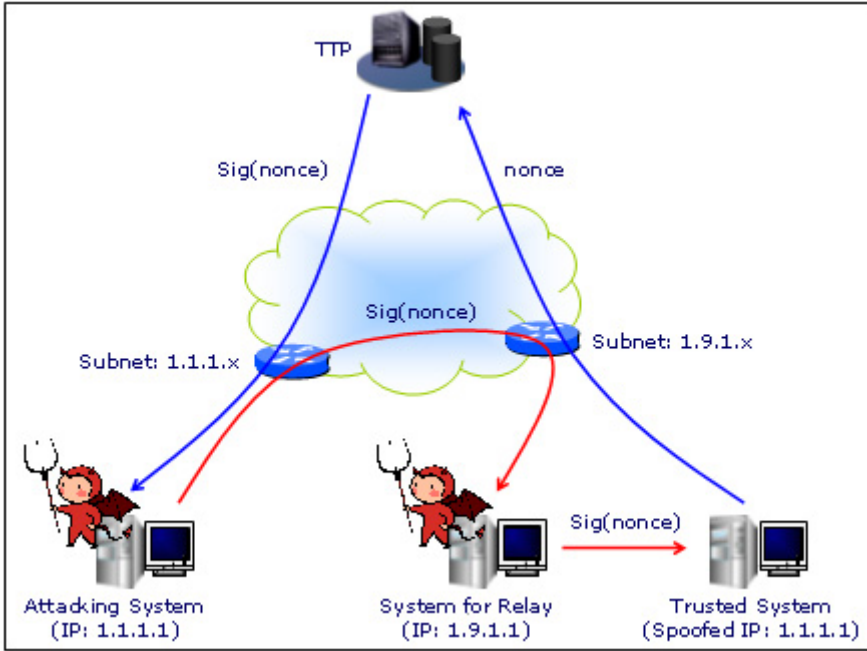 TTP
Sig(nonce)
nonce
Sig(nonce)
Subnet: 1.9.1.x
Subnet: 1.1.1.x
Sig(nonce)
Attacking System
(IP: 1.1.1.1)
System for Relay
(IP: 1.9.1.1)
Trusted System
(Spoofed IP: 1.1.1.1)